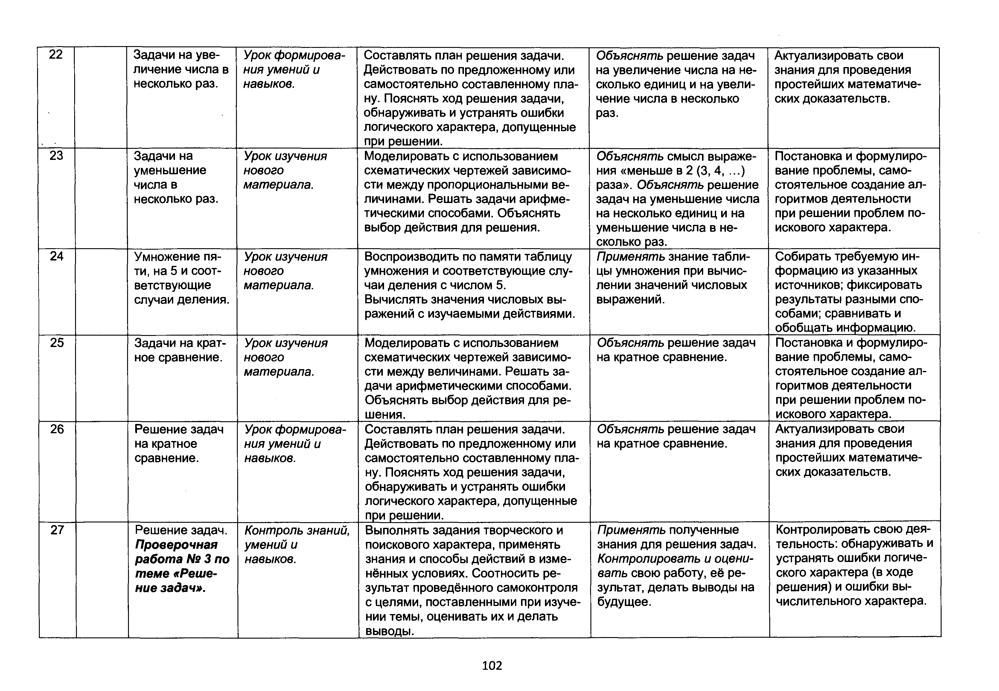 22
Задачи на уве-
личение числа в
несколько раз.
Урок формирова-
ния умений и
навыков.
Составлять план решения задачи.
Действовать по предложенному или
самостоятельно составленному пла-
ну. Пояснять ход решения задачи,
обнаруживать и устранять ошибки
логического характера, допущенные
при решении.
Объяснять решение задач
на увеличение числа на не-
сколько единиц и на увели-
чение числа в несколько
раз.
Актуализировать свои
знания для проведения
простейших математиче-
ских доказательств.
23
Задачи на
уменьшение
числа в
несколько раз.
Урок изучения
нового
материала.
Моделировать с использованием
схематических чертежей зависимо-
сти между пропорциональными ве-
личинами. Решать задачи арифме-
тическими способами. Объяснять
выбор действия для решения.
Объяснять смысл выраже-
ния «меньше в 2 (3, 4, ...)
раза». Объяснять решение
задач на уменьшение числа
на несколько единиц и на
уменьшение числа в не-
сколько раз.
Постановка и формулиро-
вание проблемы, само-
стоятельное создание ал-
горитмов деятельности
при решении проблем по-
искового характера.
24
Умножение пя-
ти, на 5 и соот-
ветствующие
случаи деления.
Урок изучения
нового
материала.
Воспроизводить по памяти таблицу
умножения и соответствующие слу-
чаи деления с числом 5.
Вычислять значения числовых вы-
ражений с изучаемыми действиями.
Применять знание табли-
цы умножения при вычис-
лении значений числовых
выражений.
Собирать требуемую ин-
формацию из указанных
источников; фиксировать
результаты разными спо-
собами; сравнивать и
обобщать информацию.
25
Задачи на крат-
ное сравнение.
Урок изучения
нового
материала.
Моделировать с использованием
схематических чертежей зависимо-
сти между величинами. Решать за-
дачи арифметическими способами.
Объяснять выбор действия для ре-
шения.
Объяснять решение задач
на кратное сравнение.
Постановка и формулиро-
вание проблемы, само-
стоятельное создание ал-
горитмов деятельности
при решении проблем по-
искового характера.
26
Решение задач
на кратное
сравнение.
Урок формирова-
ния умений и
навыков.
Составлять план решения задачи.
Действовать по предложенному или
самостоятельно составленному пла-
ну. Пояснять ход решения задачи,
обнаруживать и устранять ошибки
логического характера, допущенные
при решении.
Объяснять решение задач
на кратное сравнение.
Актуализировать свои
знания для проведения
простейших математиче-
ских доказательств.
27
Решение задач.
Проверочная
работа № 3 по
теме «Реше-
ние задач».
Контроль знаний,
умений и
навыков.
Выполнять задания творческого и
поискового характера, применять
знания и способы действий в изме-
нённых условиях. Соотносить ре-
зультат проведённого самоконтроля
с целями, поставленными при изуче-
нии темы, оценивать их и делать
выводы.
Применять полученные
знания для решения задач.
Контролировать и оцени-
вать свою работу, её ре-
зультат, делать выводы на
будущее.
Контролировать свою дея-
тельность: обнаруживать и
устранять ошибки логиче-
ского характера (в ходе
решения) и ошибки вы-
числительного характера.
102